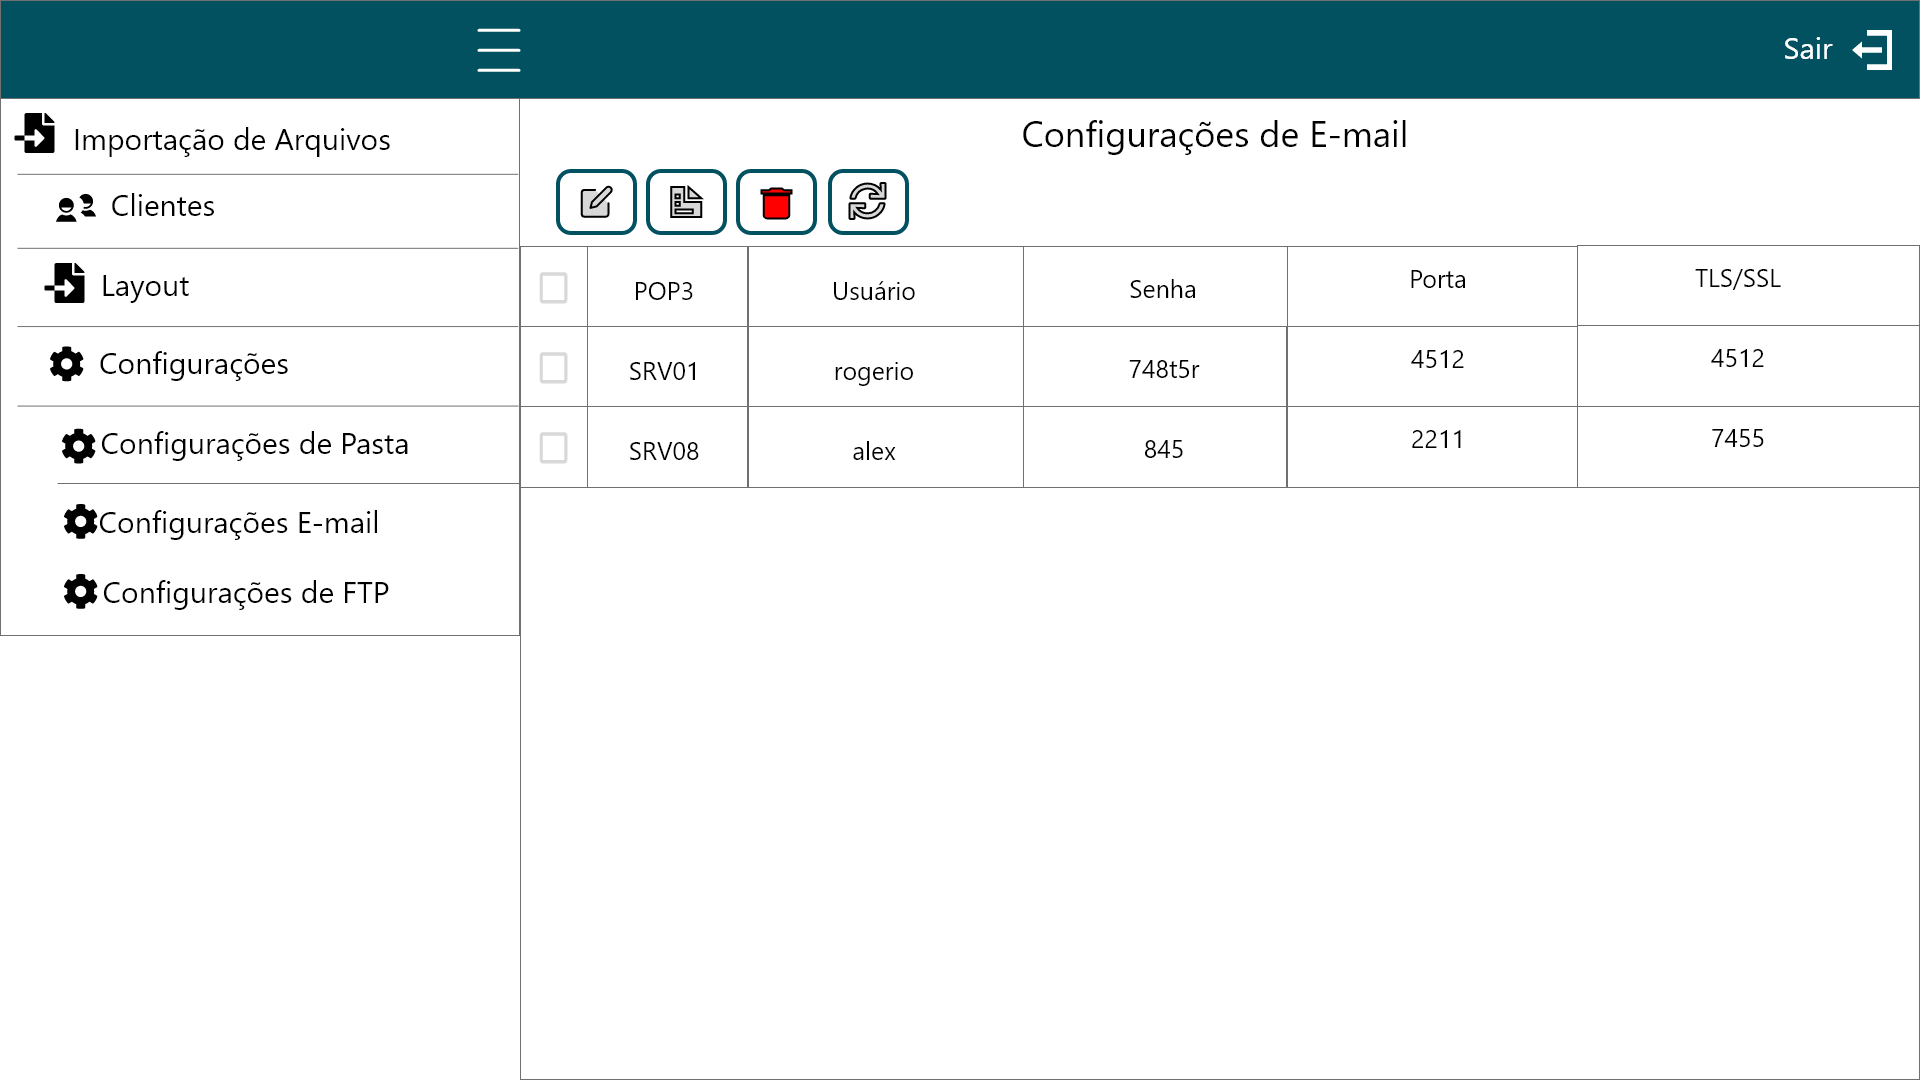 Sair
Importação de Arquivos
Clientes
Layout
Configurações
Configurações de Pasta
Configurações E-mail
Configurações de FTP
Configurações de E-mail
POP3 Usuário Senha Porta TLS/SSL
SRV01 rogerio 748t5r 4512 4512
SRV08 alex 845 2211 7455